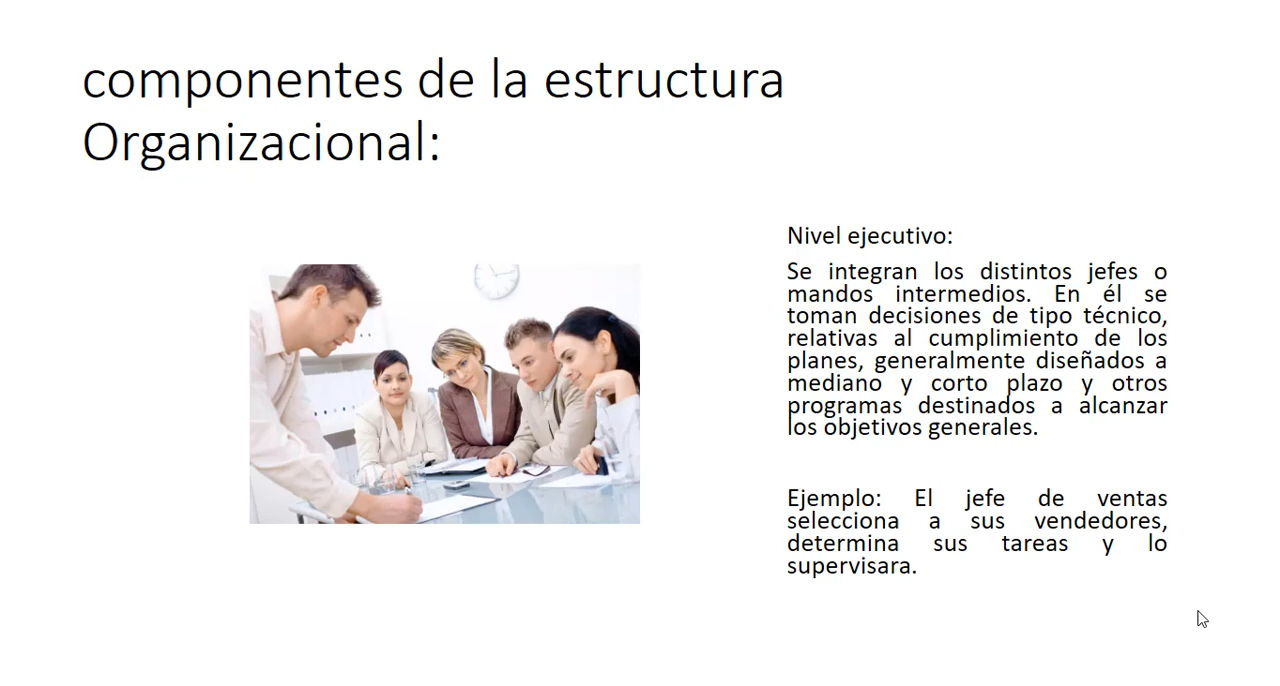 componentes de la estructura
Organizacional:
Nivel ejecutivo:
Se integran los distintos jefes o
mandos intermedios. En él se
toman decisiones de tipo técnico,
relativas al cumplimiento de los
planes, generalmente diseñados a
mediano y corto plazo y otros
programas destinados a alcanzar
los objetivos generales.
Ejemplo: El jefe de ventas
selecciona a sus vendedores,
determina sus tareas y lo
supervisara.